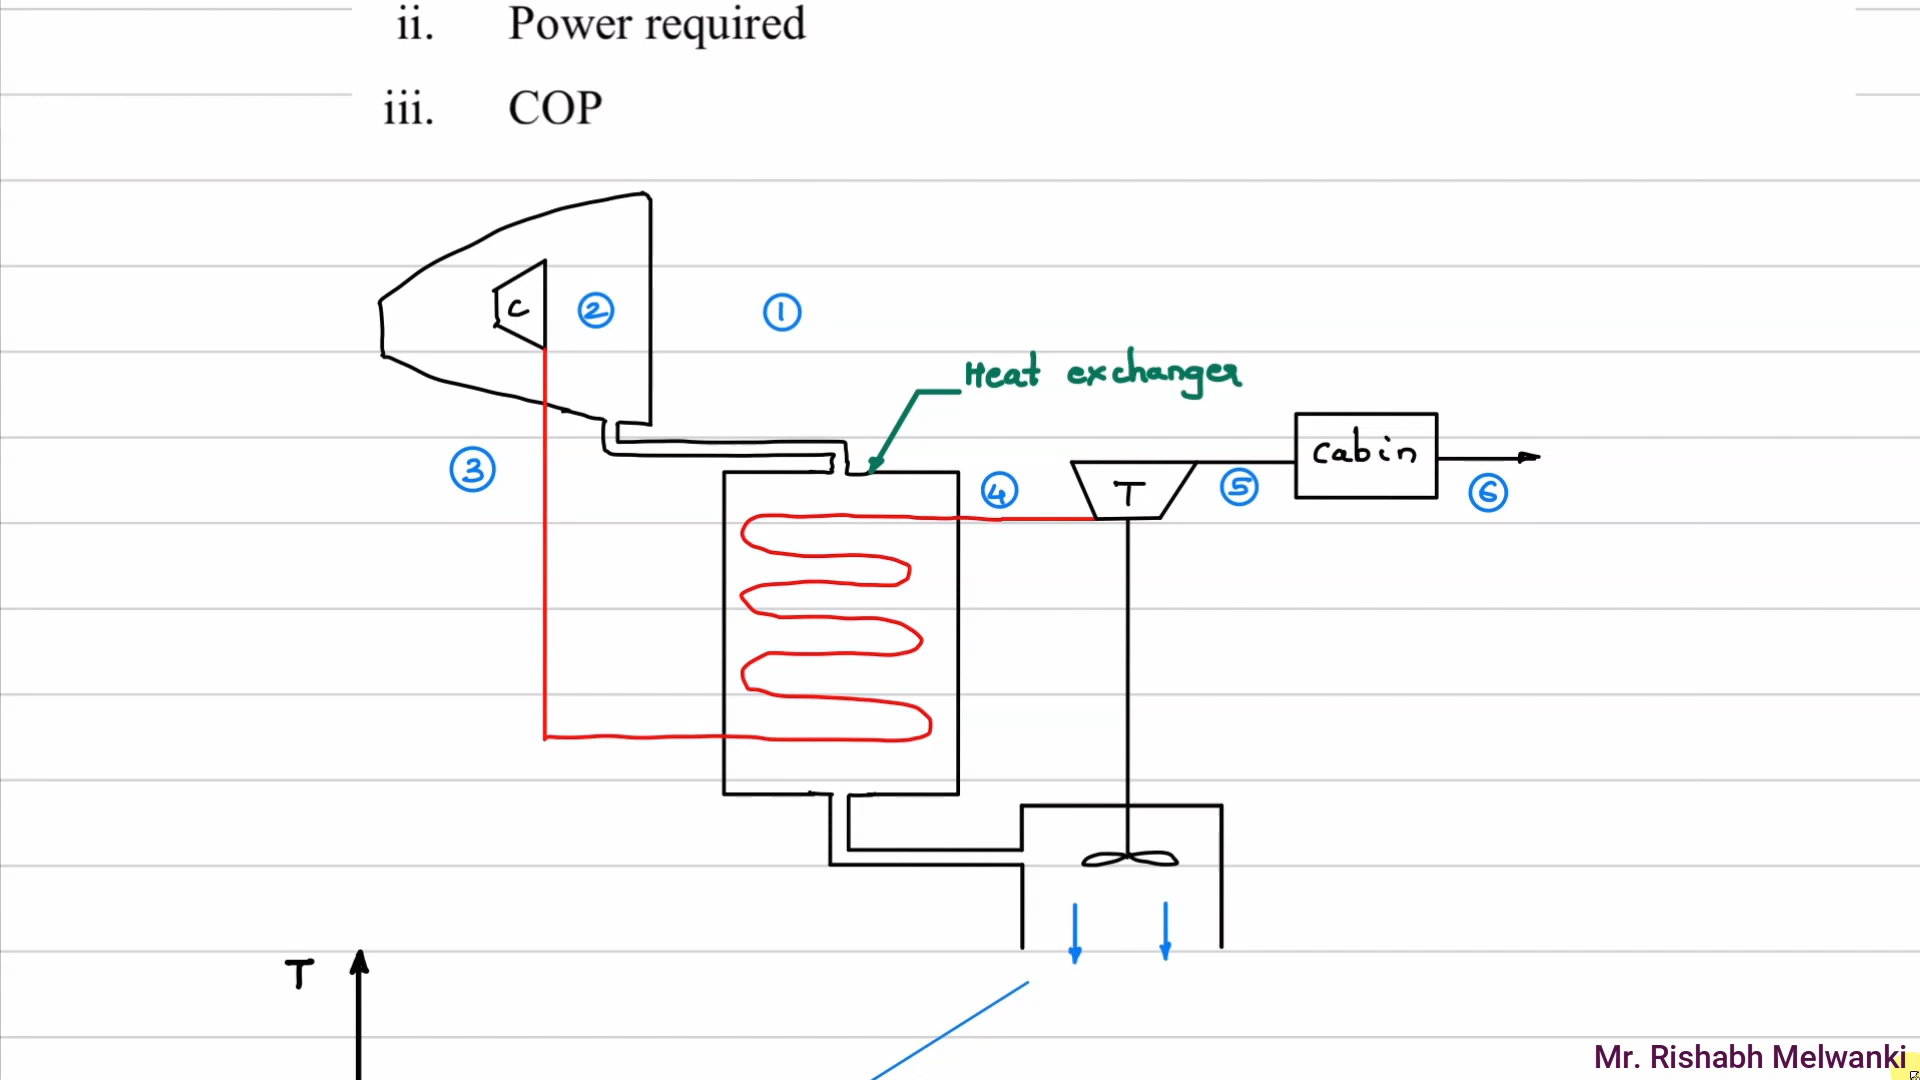 ii. Power required
iii. COP
C
2
1
Heat exchanger
cabin
3
4
T
5
6
T
Mr. Rishabh Melwanki